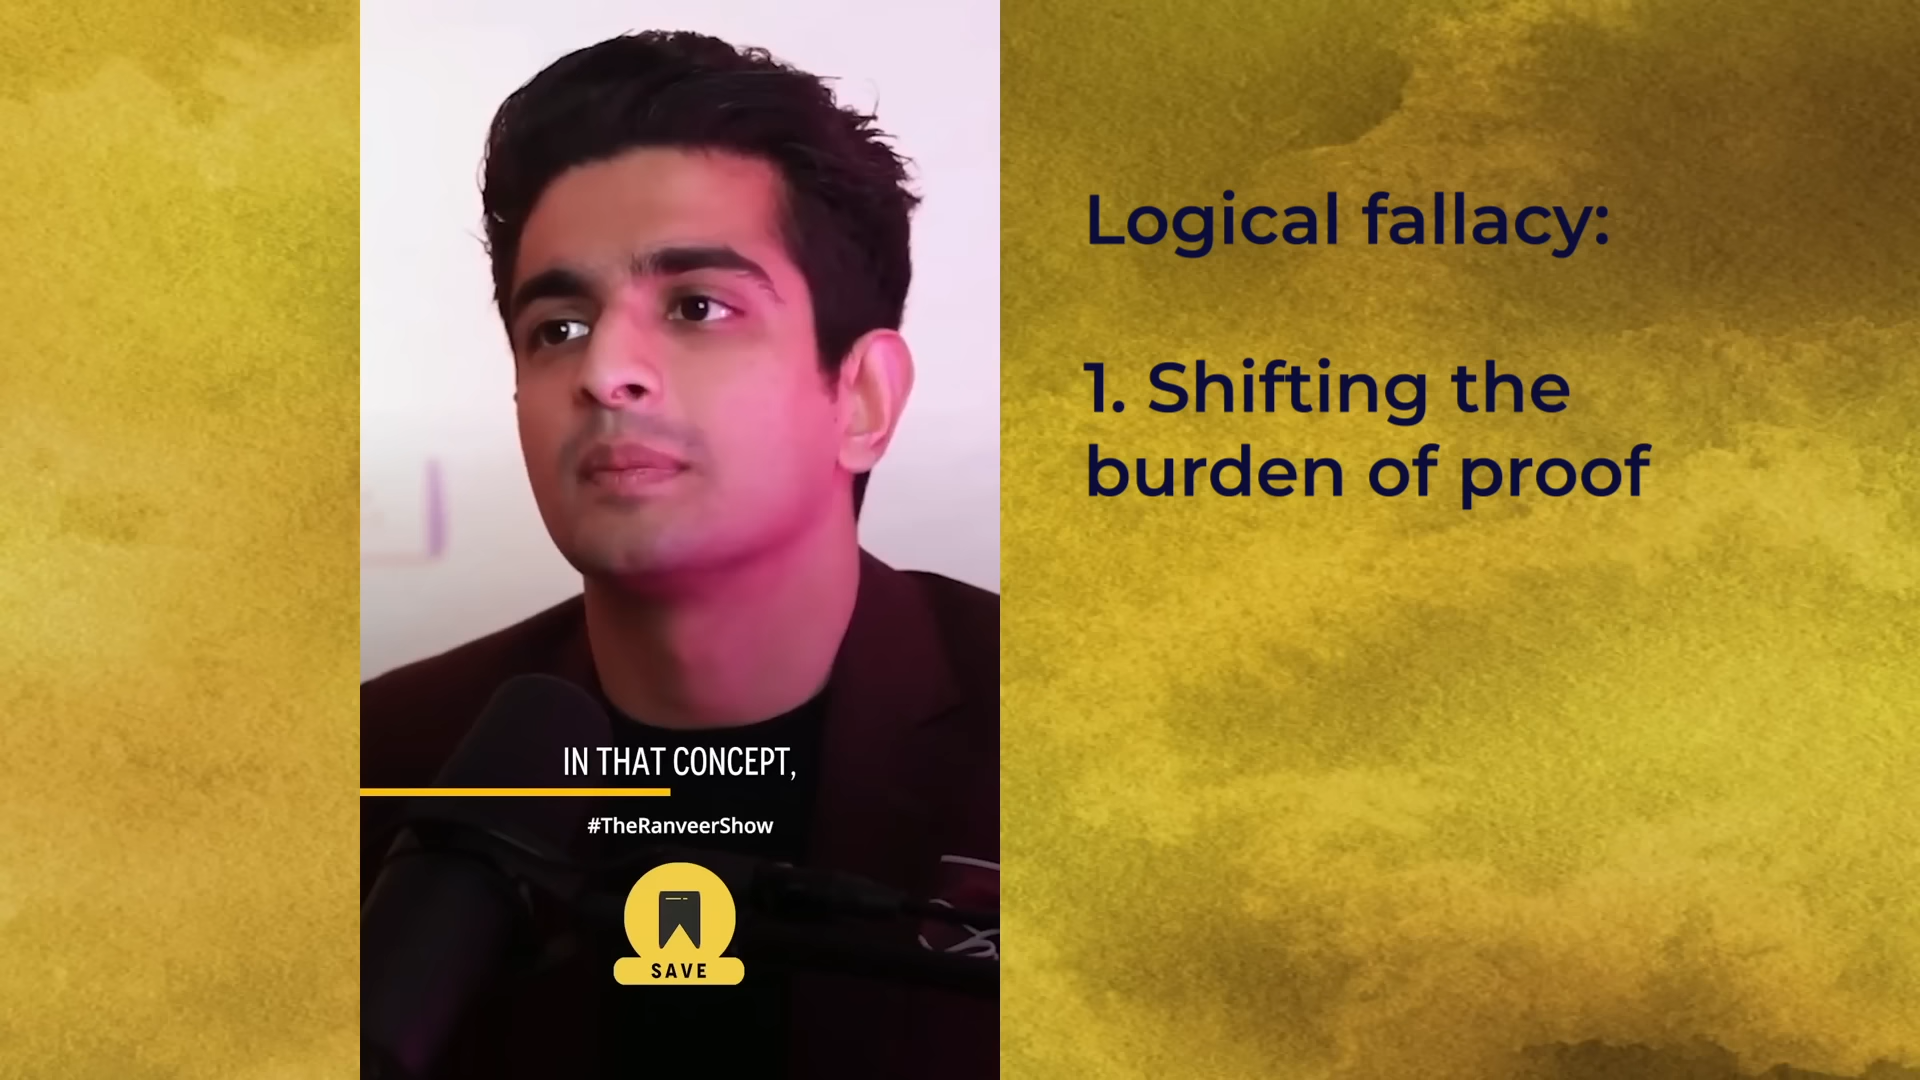 Logical fallacy:
1. Shifting the
burden of proof
IN THAT CONCEPT,
#TheRanveerShow
SAVE